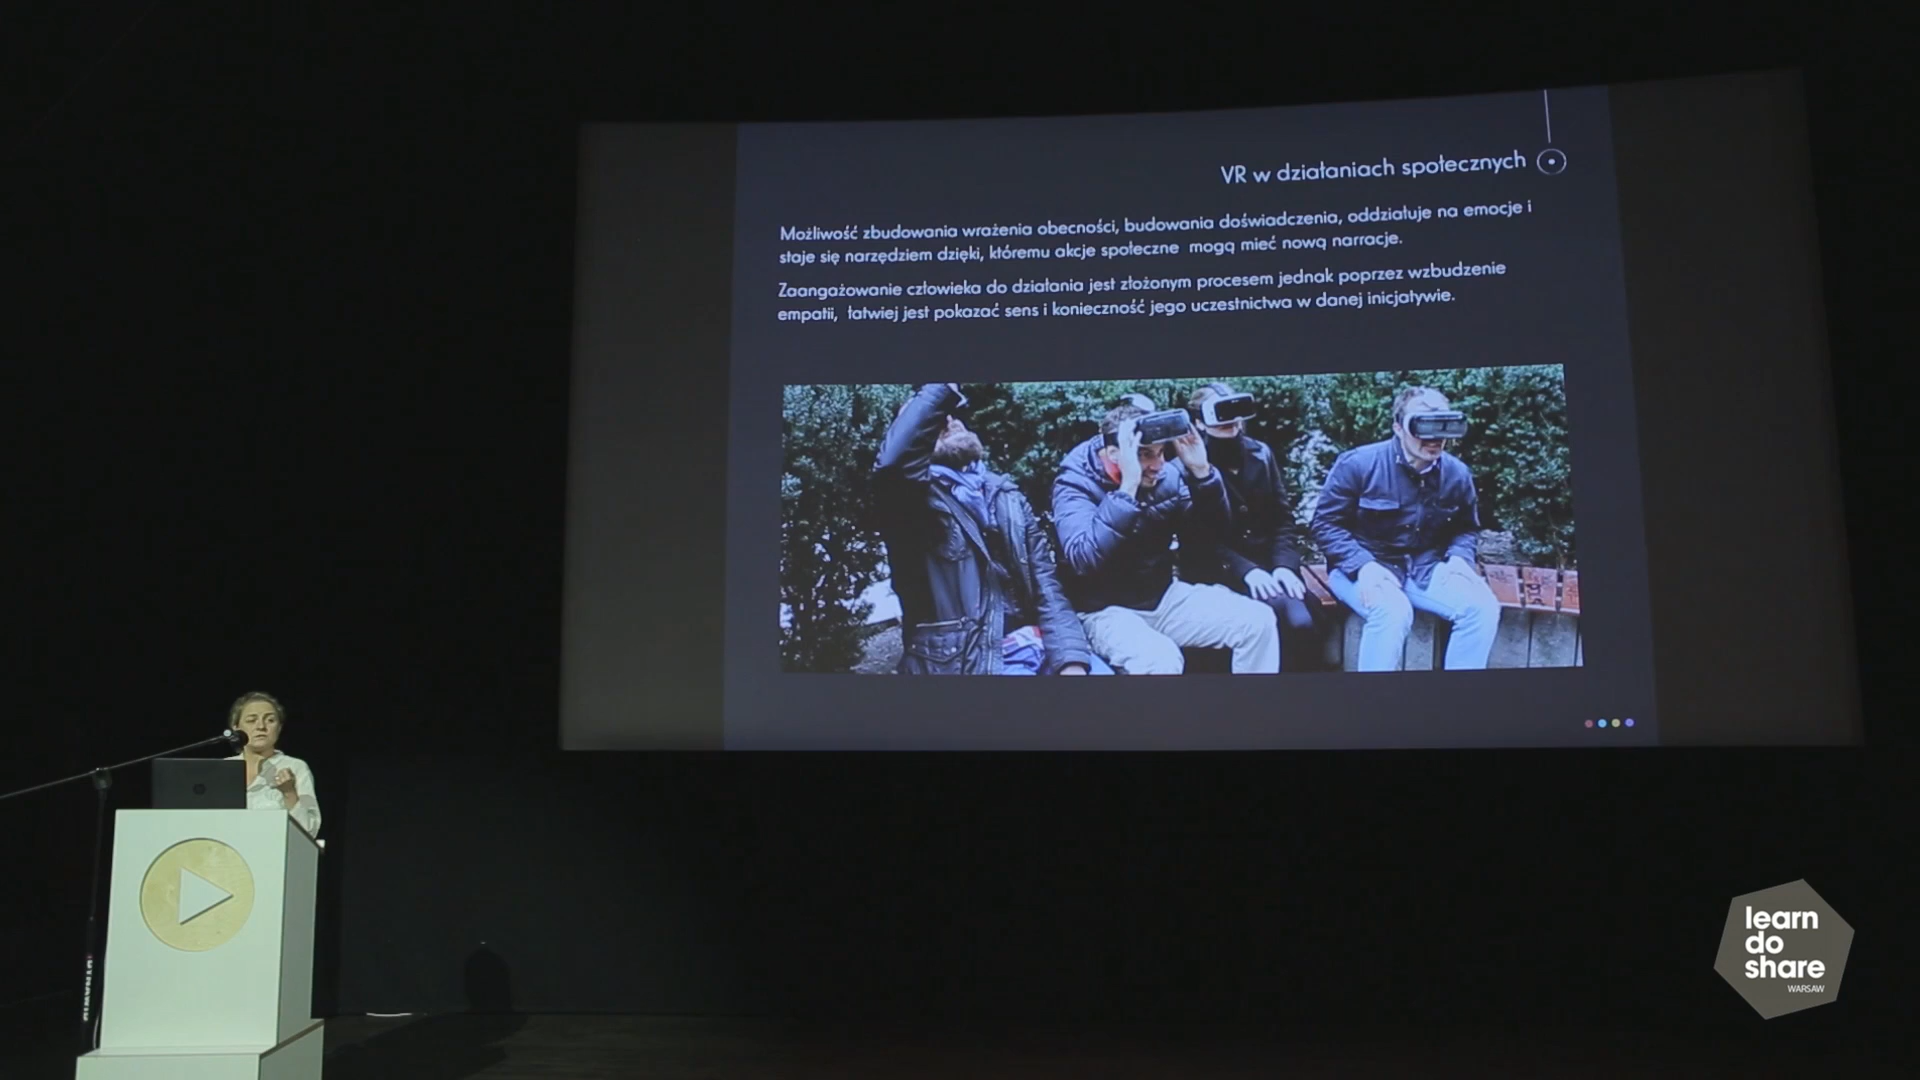 VR w działaniach społecznych
Możliwość zbudowania wrażenia obecności, budowania doświadczenia, oddziałuje na emocje i
staje się narzędziem dzięki, któremu akcje społeczne mogą mieć nową narracje.
Zaangażowanie człowieka do działania jest złożonym procesem jednak poprzez wzbudzenie
empatii, łatwiej jest pokazać sens i konieczność jego uczestnictwa w danej inicjatywie.
learn
do
share
WARSAW